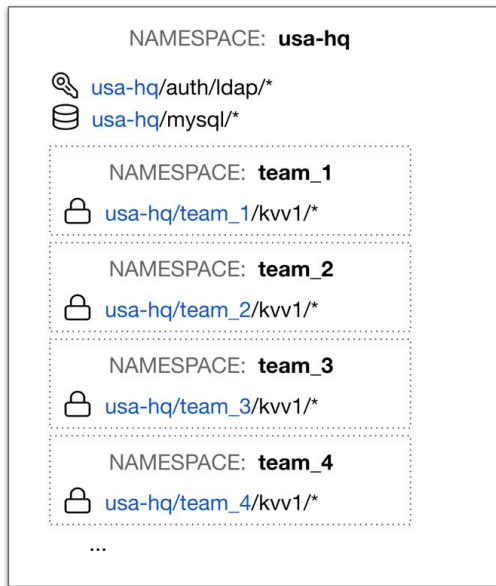 NAMESPACE: usa-hq
usa-hq/auth/ldap/*
usa-hq/mysql/*
NAMESPACE: team_1
usa-hq/team_1/kvv1/*
NAMESPACE: team_2
usa-hq/team_2/kvv1/*
NAMESPACE: team_3
usa-hq/team_3/kvv1/*
NAMESPACE: team_4
usa-hq/team_4/kvv1/*
...